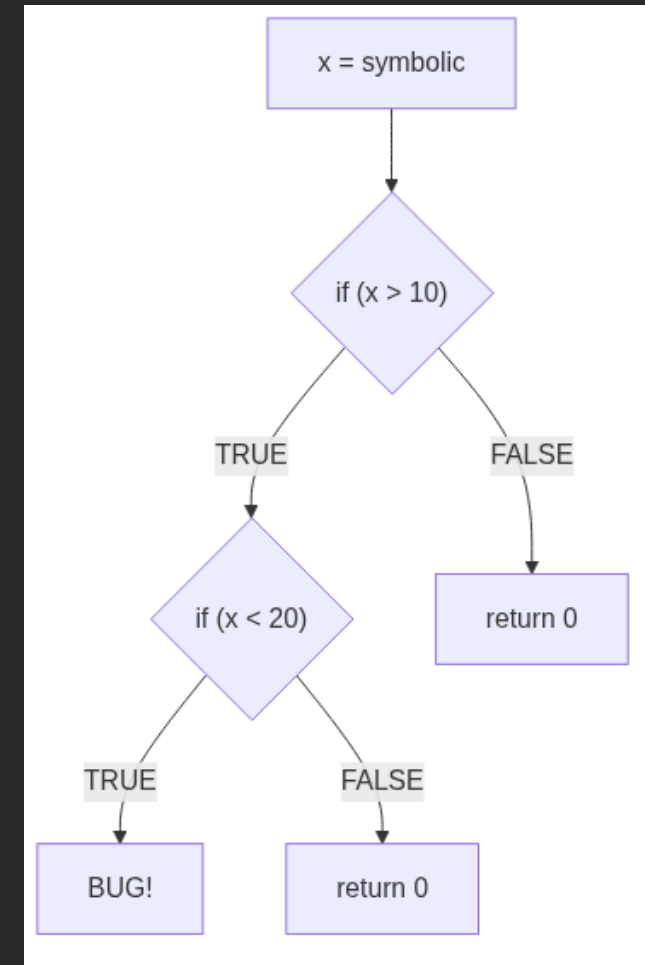 x = symbolic
if (x > 10)
TRUE
FALSE
if (x < 20)
return 0
TRUE
FALSE
BUG!
return 0